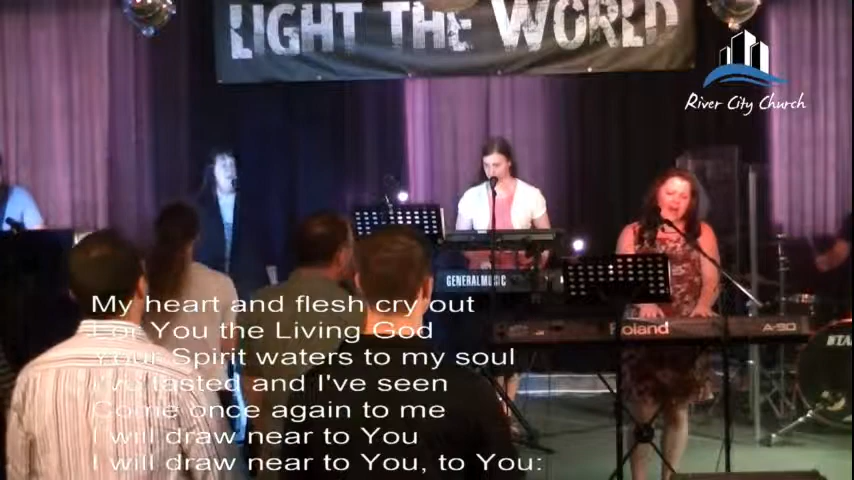 LIGHT THE WORLD
River City Church
GENERALMUSIC
Roland
A-90
TAMA
My heart and flesh cry out
For You the Living God
Your Spirit waters to my soul
I've tasted and I've seen
Come once again to me
I will draw near to You
I will draw near to You, to You: